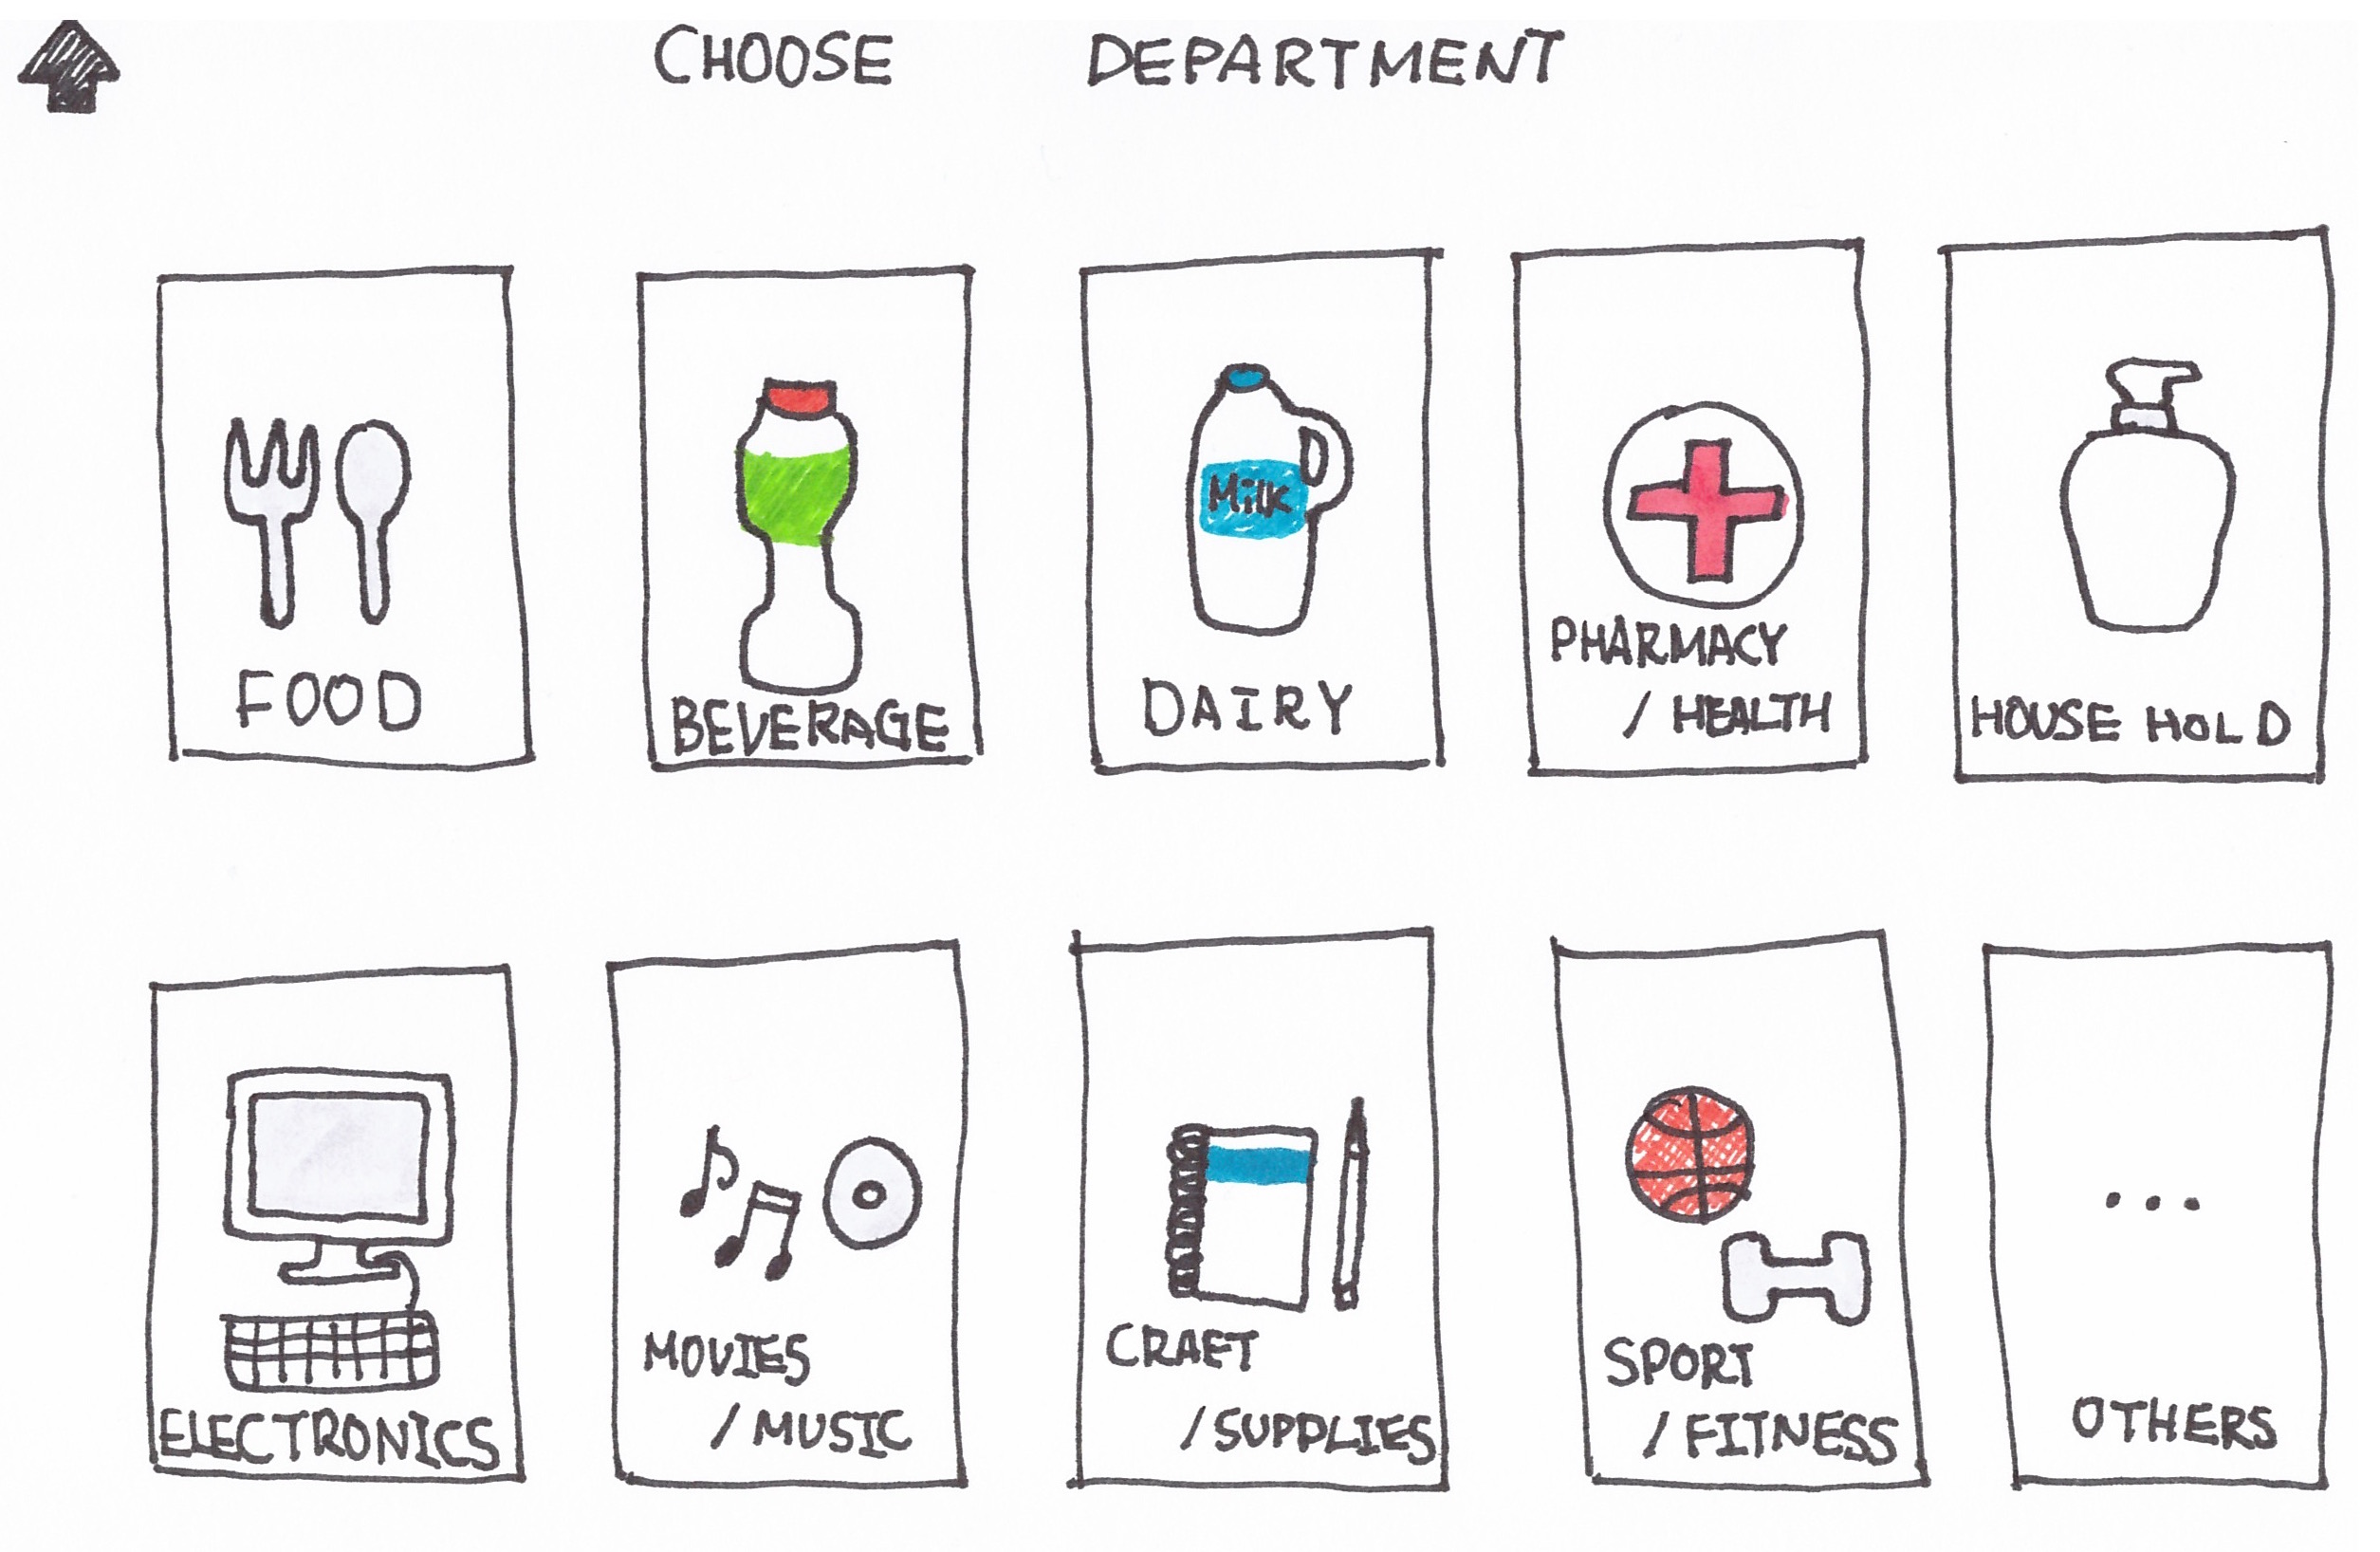 CHOOSE DEPARTMENT
FOOD
BEVERAGE
Milk
DAIRY
PHARMACY
/ HEALTH
HOUSE HOLD
ELECTRONICS
MOVIES
/ MUSIC
CRAFT
/ SUPPLIES
SPORT
/ FITNESS
...
OTHERS